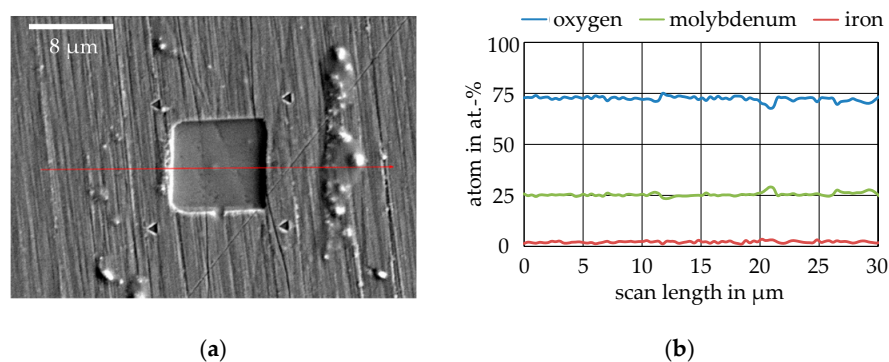 8 µm
oxygen molybdenum iron
atom in at.-%
100
75
50
25
0
0 5 10 15 20 25 30
scan length in µm
(a) (b)